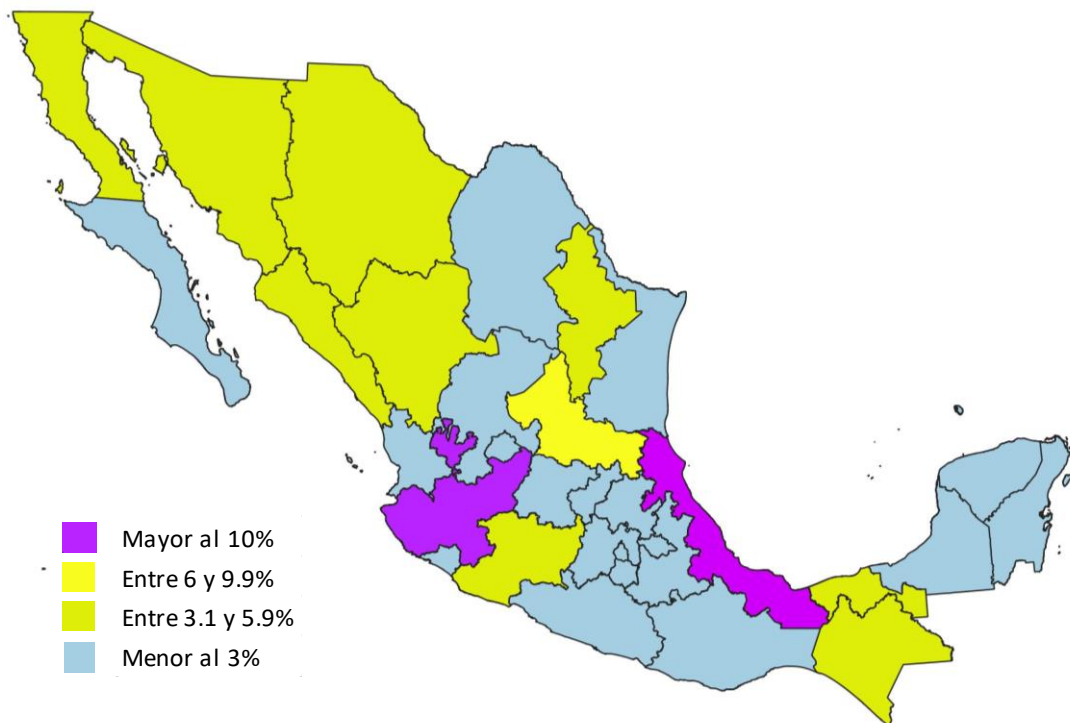 Mayor al 10%
Entre 6 y 9.9%
Entre 3.1 y 5.9%
Menor al 3%